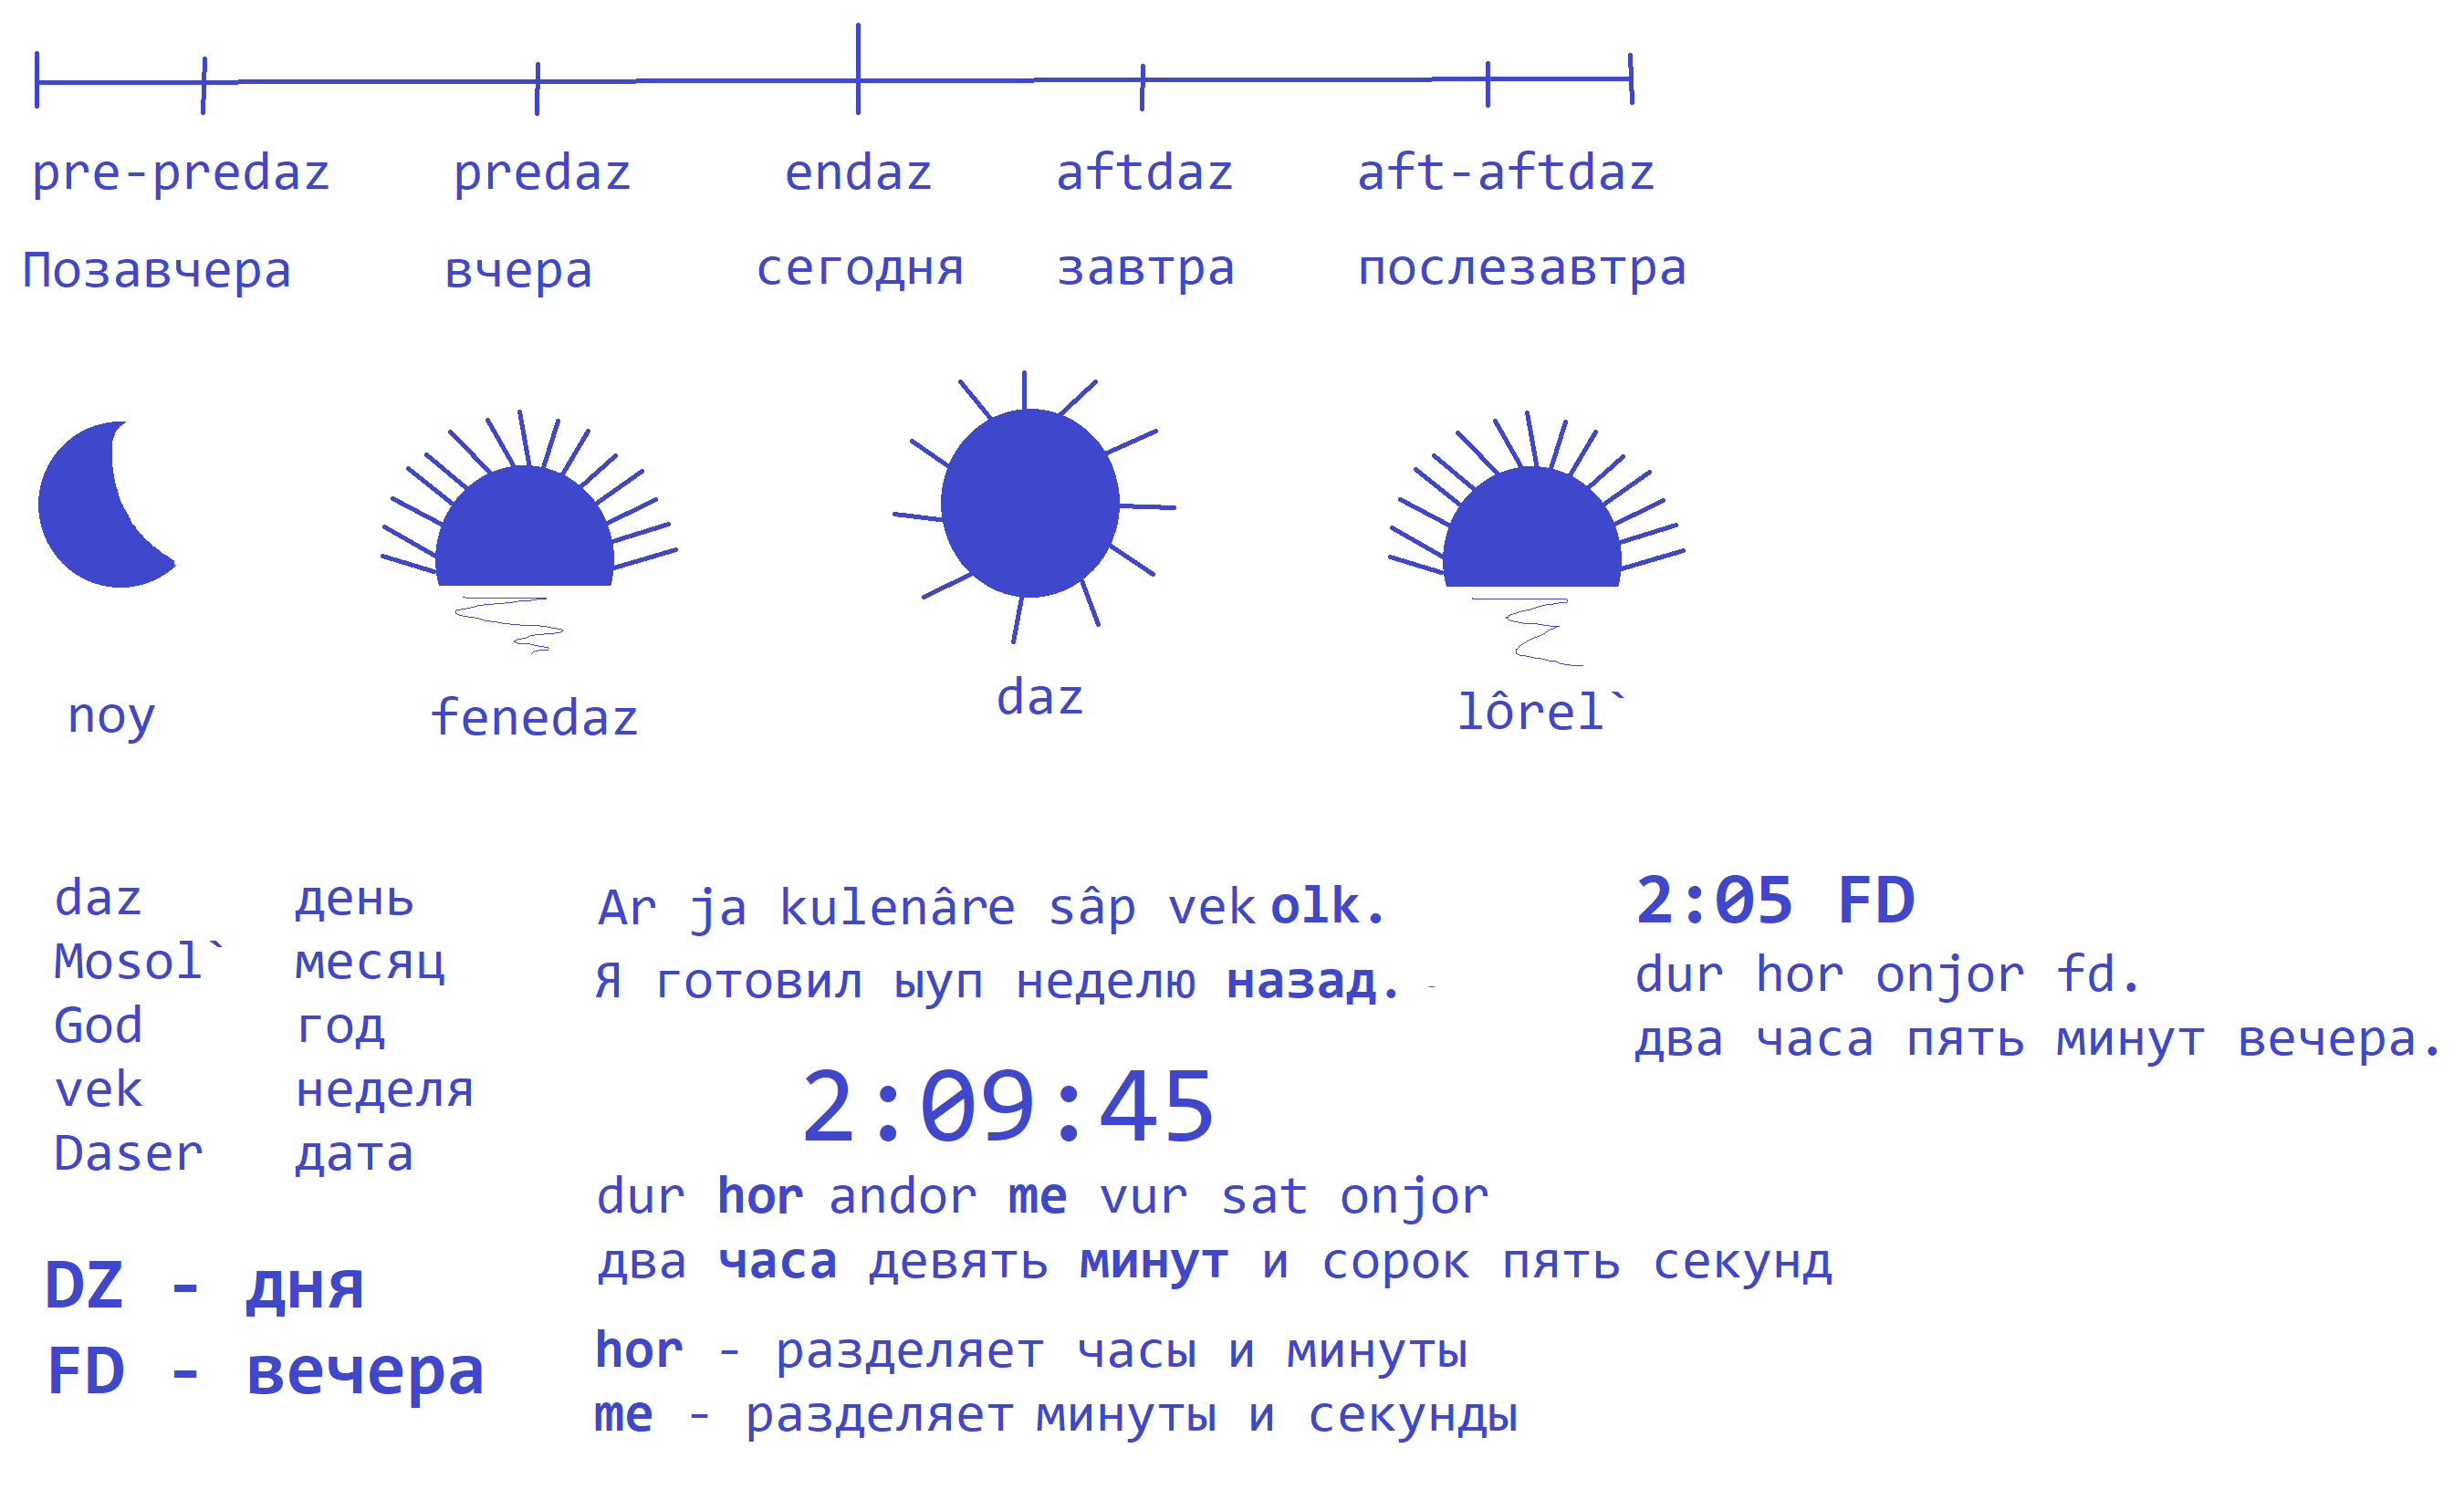 pre-predaz predaz endaz aftdaz aft-aftdaz
Позавчера вчера сегодня завтра послезавтра
noy fenedaz daz lôrel`
daz день
Mosol` месяц
God год
vek неделя
Daser дата
DZ - дня
FD - вечера
Ar ja kulenâre sâp vek olk.
Я готовил ыуп неделю назад. -
2:09:45
dur hor andor me vur sat onjor
два часа девять минут и сорок пять секунд
hor - разделяет часы и минуты
me - разделяет минуты и секунды
2:05 FD
dur hor onjor fd.
два часа пять минут вечера.